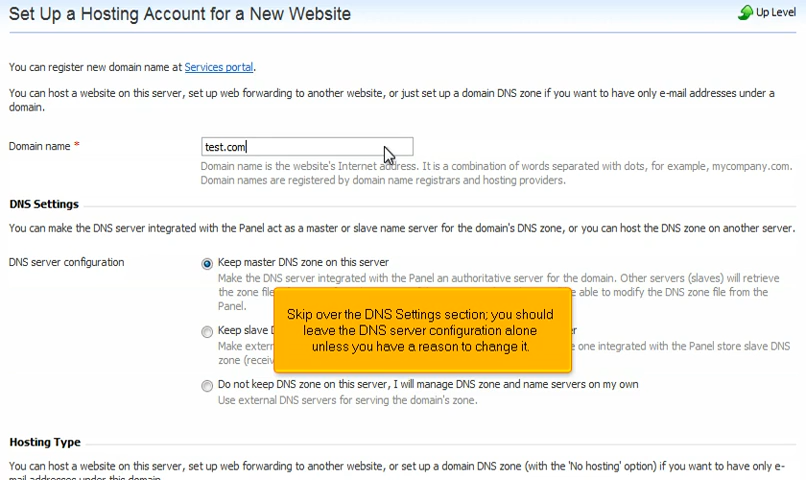 Set Up a Hosting Account for a New Website
Up Level
You can register new domain name at Services portal.
You can host a website on this server, set up web forwarding to another website, or just set up a domain DNS zone if you want to have only e-mail addresses under a
domain.
Domain name *
test.com
Domain name is the website's Internet address. It is a combination of words separated with dots, for example, mycompany.com.
Domain names are registered by domain name registrars and hosting providers.
DNS Settings
You can make the DNS server integrated with the Panel act as a master or slave name server for the domain's DNS zone, or you can host the DNS zone on another server.
DNS server configuration
Keep master DNS zone on this server
Make the DNS server integrated with the Panel an authoritative server for the domain. Other servers (slaves) will retrieve
the zone file able to modify the DNS zone file from the
Panel.
Skip over the DNS Settings section; you should
leave the DNS server configuration alone
unless you have a reason to change it.
Keep slave
Make extern one integrated with the Panel store slave DNS
zone (receiv
Do not keep DNS zone on this server, I will manage DNS zone and name servers on my own
Use external DNS servers for serving the domain's zone.
Hosting Type
You can host a website on this server, set up web forwarding to another website, or set up a domain DNS zone (with the 'No hosting' option) if you want to have only e-
mail addresses under this domain.